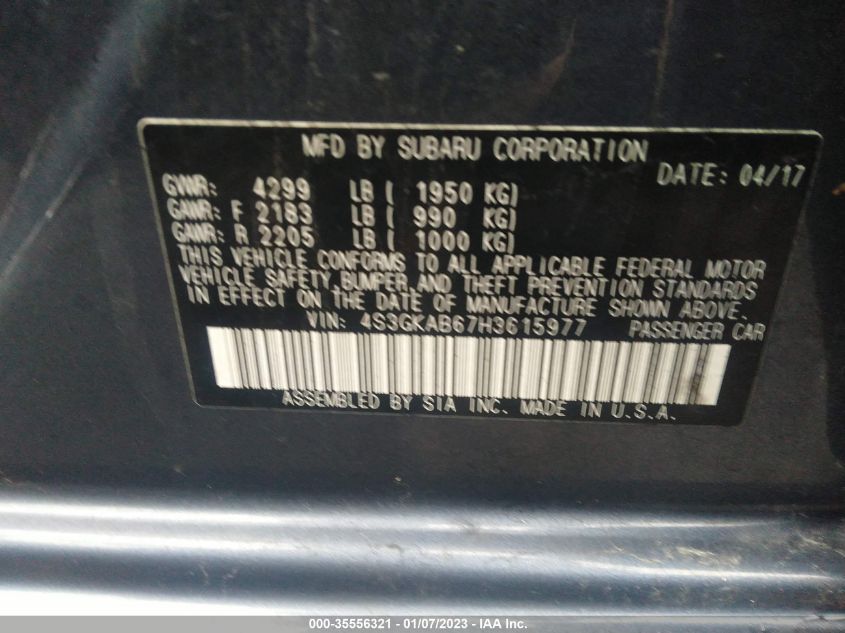 MFD BY SUBARU CORPORATION
DATE: 04/17
GVWR: 4299 LB ( 1950 KG)
GAWR: F 2183 LB ( 990 KG)
GAWR: R 2205 LB ( 1000 KG)
THIS VEHICLE CONFORMS TO ALL APPLICABLE FEDERAL MOTOR
VEHICLE SAFETY, BUMPER, AND THEFT PREVENTION STANDARDS
IN EFFECT ON THE DATE OF MANUFACTURE SHOWN ABOVE.
VIN: 4S3GKAB67H3615977 PASSENGER CAR
ASSEMBLED BY SIA INC. MADE IN U.S.A.
000-35556321 - 01/07/2023 - IAA Inc.